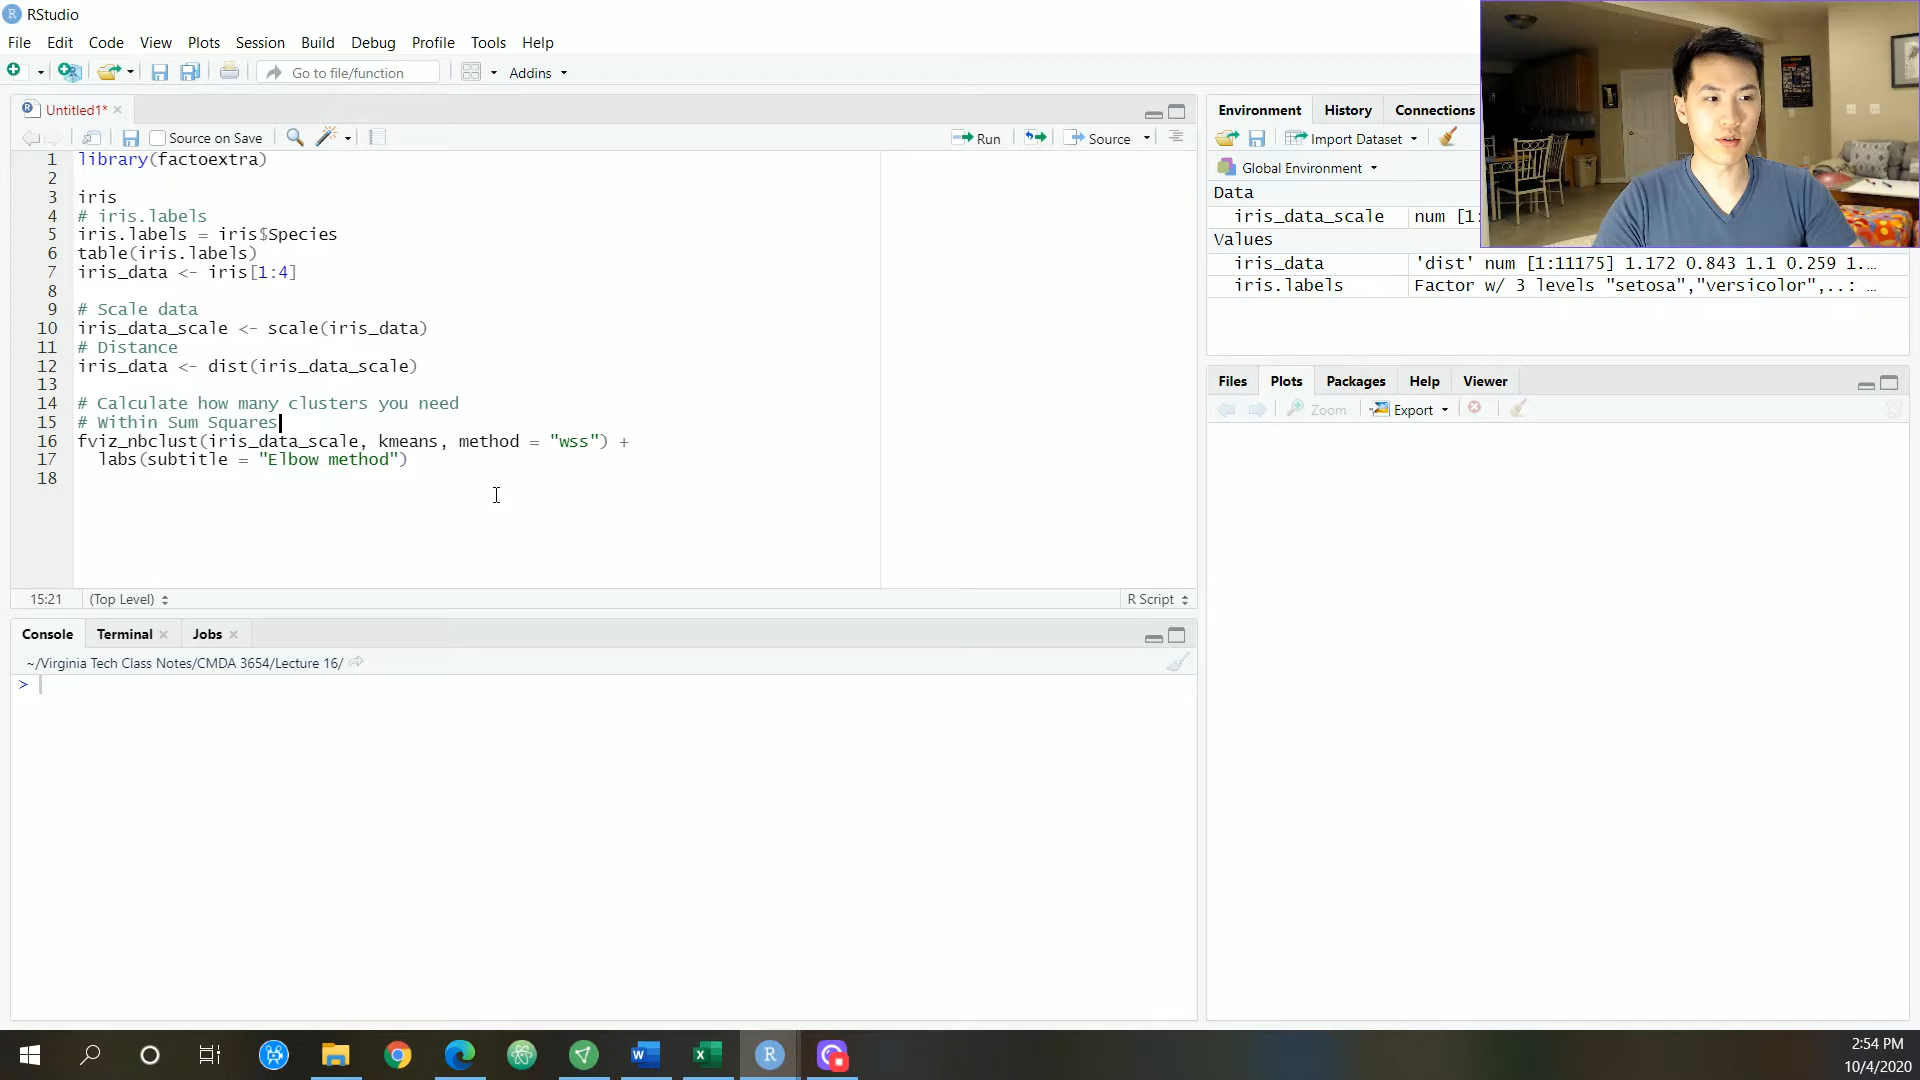 RStudio
File Edit Code View Plots Session Build Debug Profile Tools Help
Go to file/function Addins
Untitled1*
Source on Save Run Source
1 library(factoextra)
2
3 iris
4 # iris.labels
5 iris.labels = iris$Species
6 table(iris.labels)
7 iris_data <- iris[1:4]
8
9 # Scale data
10 iris_data_scale <- scale(iris_data)
11 # Distance
12 iris_data <- dist(iris_data_scale)
13
14 # Calculate how many clusters you need
15 # Within Sum Squares
16 fviz_nbclust(iris_data_scale, kmeans, method = "wss") +
17 labs(subtitle = "Elbow method")
18
15:21 (Top Level) R Script
Console Terminal Jobs
~/Virginia Tech Class Notes/CMDA 3654/Lecture 16/
>
Environment History Connections
Import Dataset
Global Environment
Data
iris_data_scale num [1:
Values
iris_data 'dist' num [1:11175] 1.172 0.843 1.1 0.259 1.…
iris.labels Factor w/ 3 levels "setosa","versicolor",..: …
Files Plots Packages Help Viewer
Zoom Export
2:54 PM
10/4/2020